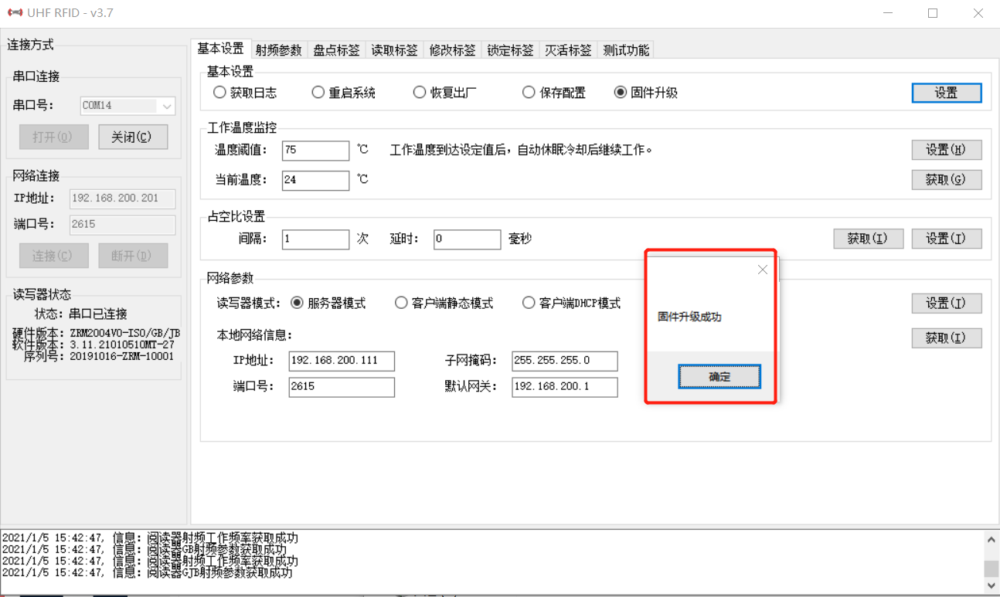 UHF RFID - v3.7
连接方式
串口连接
串口号： COM14
打开(O) 关闭(C)
网络连接
IP地址： 192.168.200.201
端口号： 2615
连接(C) 断开(D)
读写器状态
状态：串口已连接
硬件版本：ZRM2004V0-ISO/GB/JB
软件版本：3.11.21010510MT-27
序列号：20191016-ZRM-10001
基本设置 射频参数 盘点标签 读取标签 修改标签 锁定标签 灭活标签 测试功能
基本设置
获取日志 重启系统 恢复出厂 保存配置 固件升级 设置
工作温度监控
温度阈值： 75 ℃ 工作温度到达设定值后，自动休眠冷却后继续工作。 设置(H)
当前温度： 24 ℃ 获取(G)
占空比设置
间隔： 1 次 延时： 0 毫秒 获取(I) 设置(I)
网络参数
读写器模式： 服务器模式 客户端静态模式 客户端DHCP模式 设置(I)
本地网络信息： 获取(I)
IP地址： 192.168.200.111 子网掩码： 255.255.255.0
端口号： 2615 默认网关： 192.168.200.1
固件升级成功
确定
2021/1/5 15:42:47, 信息：阅读器射频工作频率获取成功
2021/1/5 15:42:47, 信息：阅读器GB射频参数获取成功
2021/1/5 15:42:47, 信息：阅读器射频工作频率获取成功
2021/1/5 15:42:47, 信息：阅读器GJB射频参数获取成功